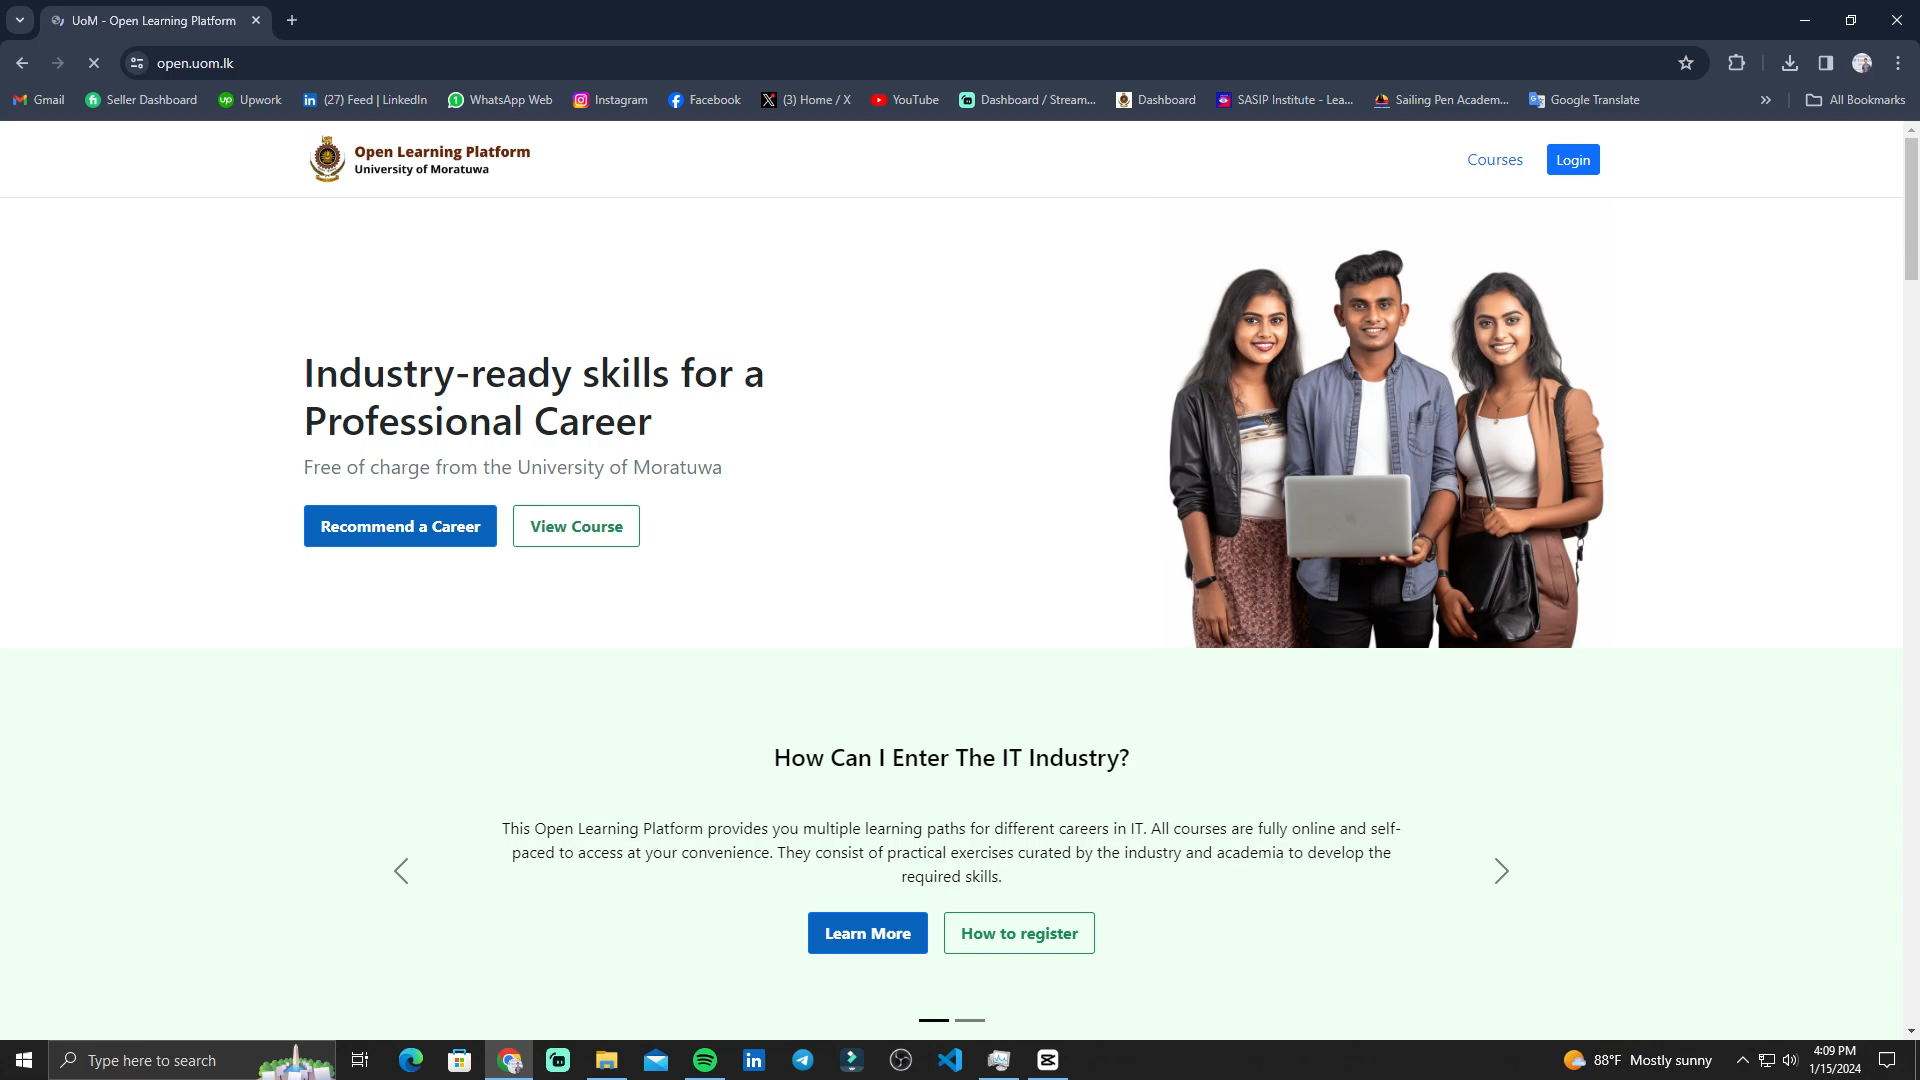 UoM - Open Learning Platform
open.uom.lk
Gmail
Seller Dashboard
Upwork
(27) Feed | LinkedIn
WhatsApp Web
Instagram
Facebook
(3) Home / X
YouTube
Dashboard / Stream...
Dashboard
SASIP Institute - Lea...
Sailing Pen Academ...
Google Translate
All Bookmarks
Open Learning Platform
University of Moratuwa
Courses
Login
Industry-ready skills for a
Professional Career
Free of charge from the University of Moratuwa
Recommend a Career
View Course
How Can I Enter The IT Industry?
This Open Learning Platform provides you multiple learning paths for different careers in IT. All courses are fully online and self-
paced to access at your convenience. They consist of practical exercises curated by the industry and academia to develop the
required skills.
Learn More
How to register
Type here to search
88°F Mostly sunny
4:09 PM
1/15/2024